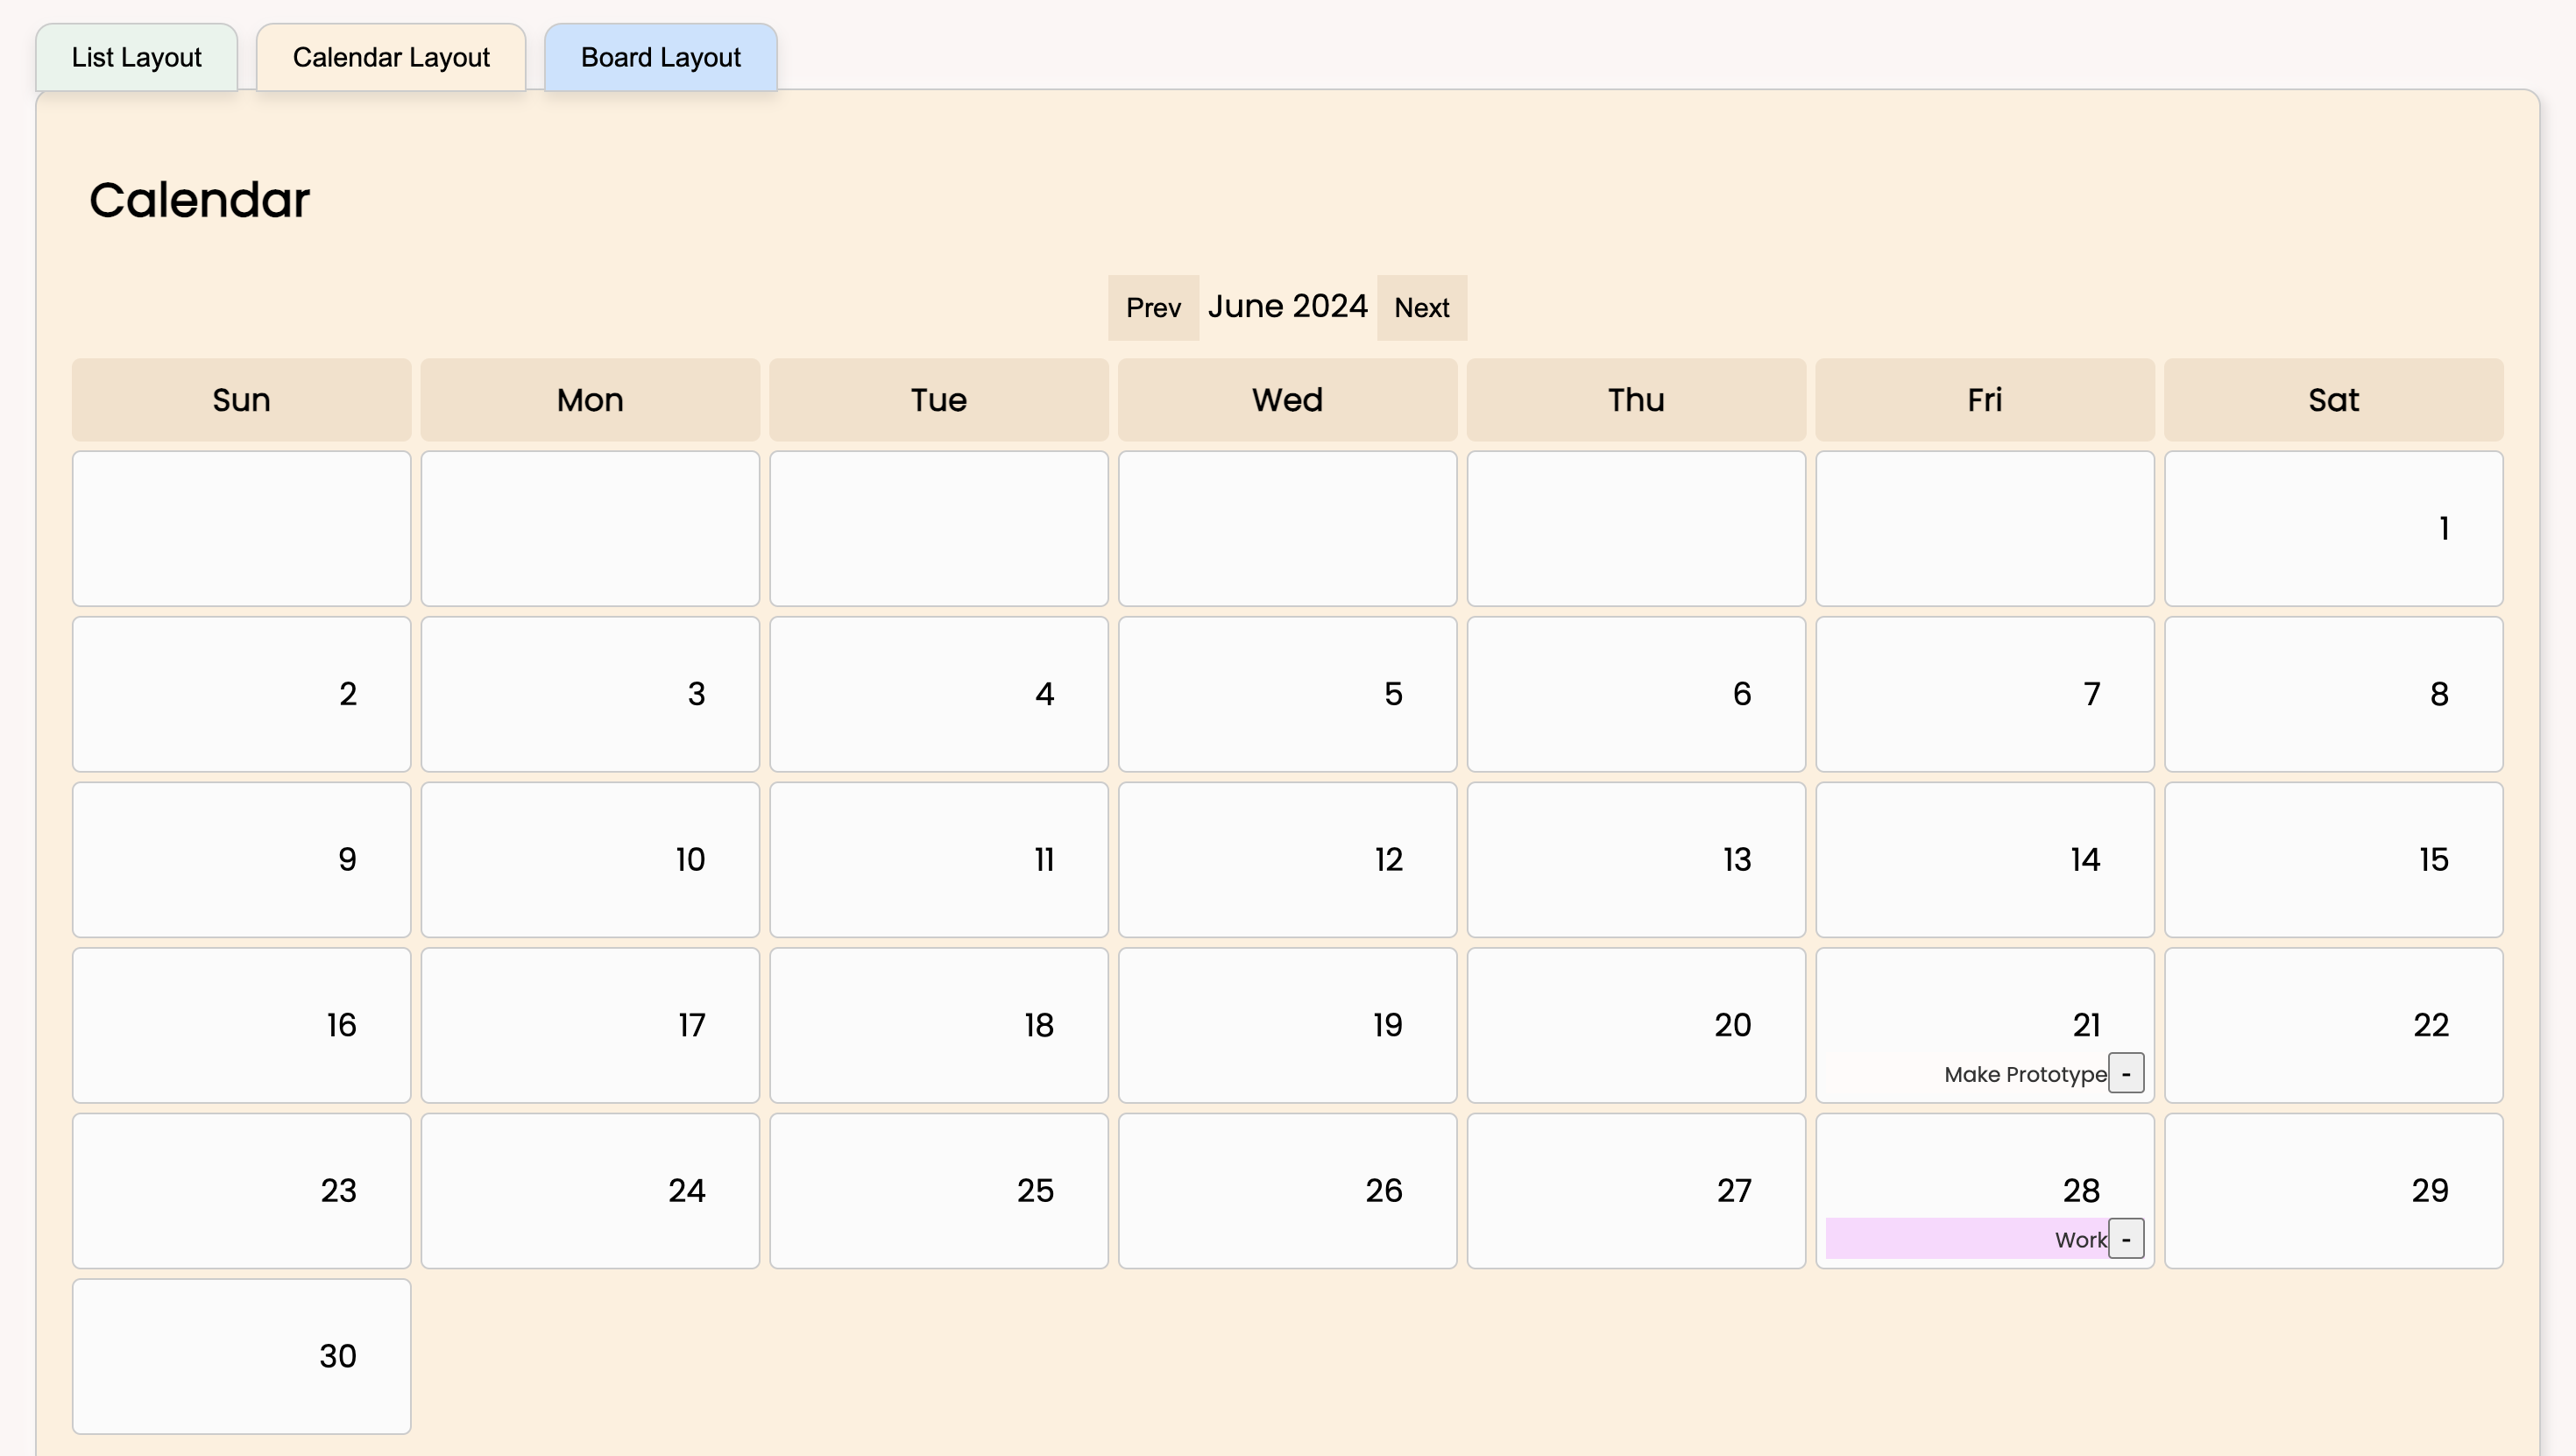 List Layout Calendar Layout Board Layout
Calendar
Prev June 2024 Next
Sun Mon Tue Wed Thu Fri Sat
1
2 3 4 5 6 7 8
9 10 11 12 13 14 15
16 17 18 19 20 21 22
Make Prototype -
23 24 25 26 27 28 29
Work -
30